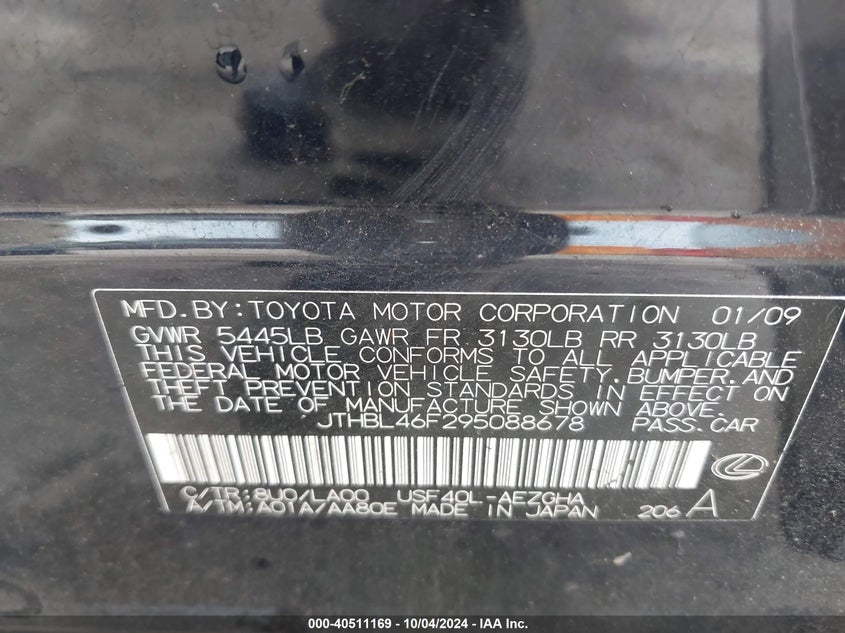 MFD.BY:TOYOTA MOTOR CORPORATION 01/09
GVWR 5445LB GAWR FR 3130LB RR 3130LB
THIS VEHICLE CONFORMS TO ALL APPLICABLE
FEDERAL MOTOR VEHICLE SAFETY,BUMPER,AND
THEFT PREVENTION STANDARDS IN EFFECT ON
THE DATE OF MANUFACTURE SHOWN ABOVE.
JTHBL46F295088678 PASS.CAR
C/TR:8U0/LA00 USF40L-AEZGHA
A/TM:A01A/AA80E MADE IN JAPAN 206 A
000-40511169 - 10/04/2024 - IAA Inc.